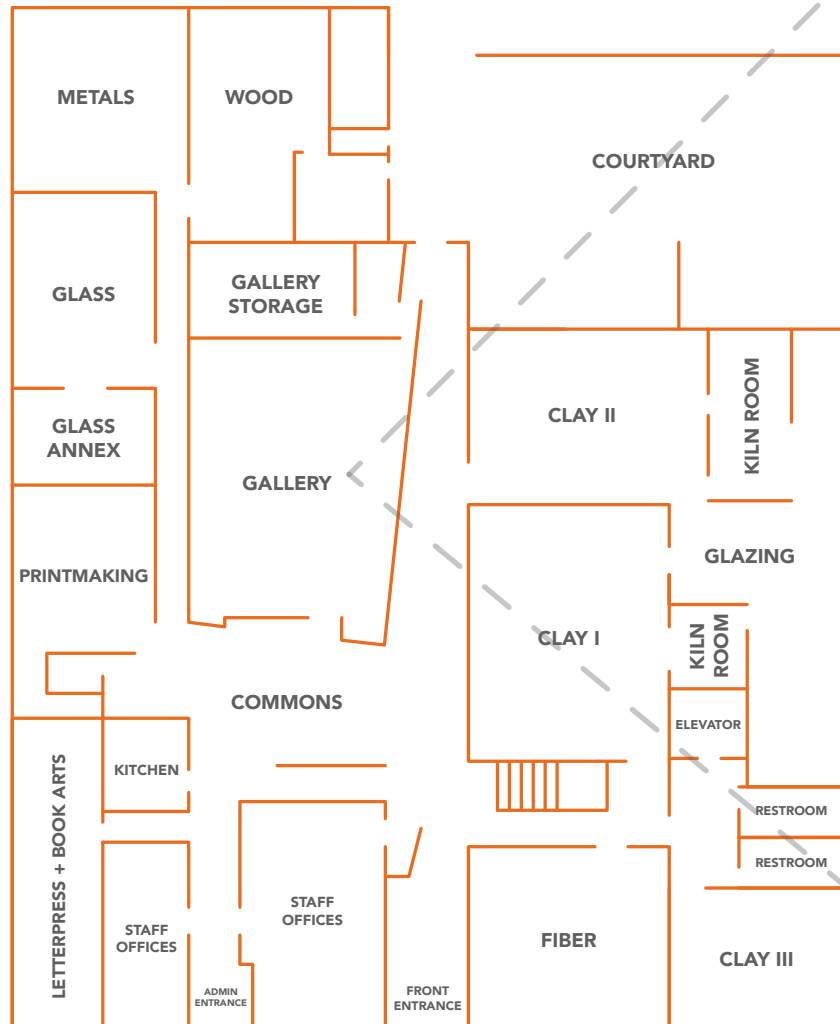 METALS
WOOD
COURTYARD
GLASS
GALLERY
STORAGE
CLAY II
KILN ROOM
GLASS
ANNEX
GALLERY
PRINTMAKING
GLAZING
CLAY I
KILN
ROOM
COMMONS
ELEVATOR
KITCHEN
RESTROOM
RESTROOM
LETTERPRESS + BOOK ARTS
STAFF
OFFICES
STAFF
OFFICES
FIBER
CLAY III
ADMIN
ENTRANCE
FRONT
ENTRANCE